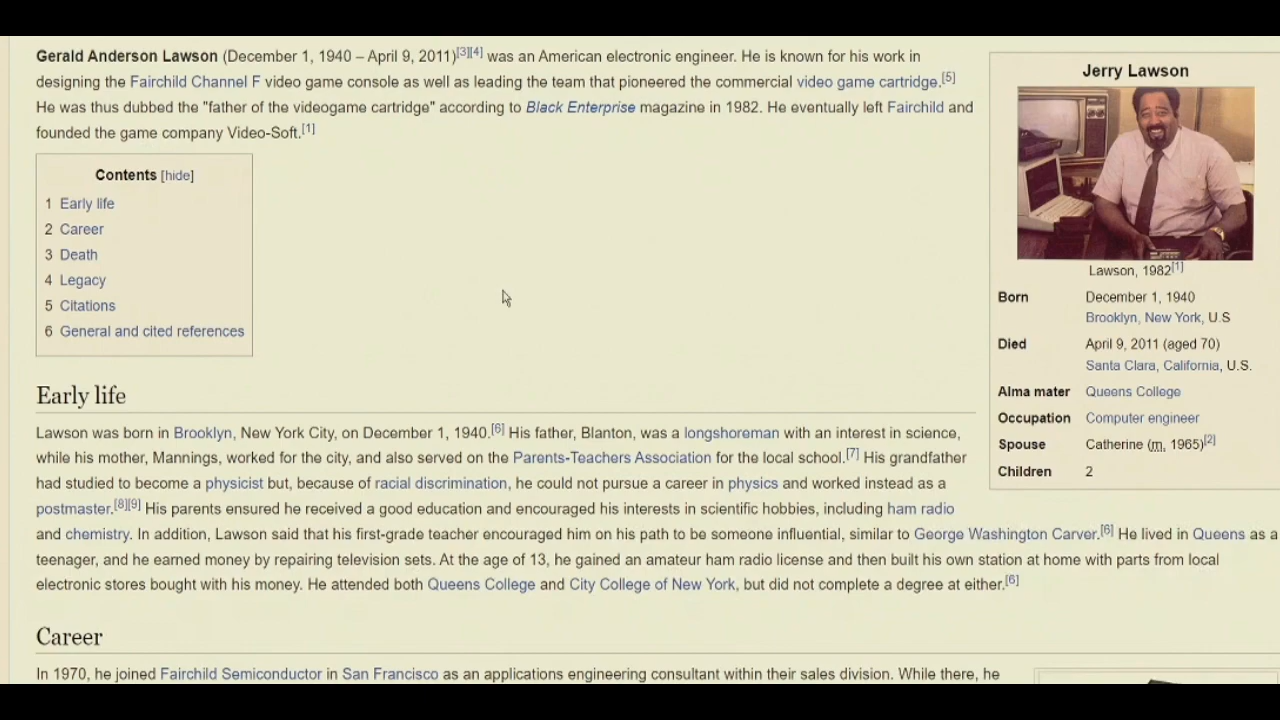 Gerald Anderson Lawson (December 1, 1940 – April 9, 2011)[3][4] was an American electronic engineer. He is known for his work in
designing the Fairchild Channel F video game console as well as leading the team that pioneered the commercial video game cartridge.[5]
He was thus dubbed the "father of the videogame cartridge" according to Black Enterprise magazine in 1982. He eventually left Fairchild and
founded the game company Video-Soft.[1]
Contents [hide]
1 Early life
2 Career
3 Death
4 Legacy
5 Citations
6 General and cited references
Jerry Lawson
Lawson, 1982[1]
Born December 1, 1940
Brooklyn, New York, U.S
Died April 9, 2011 (aged 70)
Santa Clara, California, U.S.
Alma mater Queens College
Occupation Computer engineer
Spouse Catherine (m. 1965)[2]
Children 2
Early life
Lawson was born in Brooklyn, New York City, on December 1, 1940.[6] His father, Blanton, was a longshoreman with an interest in science,
while his mother, Mannings, worked for the city, and also served on the Parents-Teachers Association for the local school.[7] His grandfather
had studied to become a physicist but, because of racial discrimination, he could not pursue a career in physics and worked instead as a
postmaster.[8][9] His parents ensured he received a good education and encouraged his interests in scientific hobbies, including ham radio
and chemistry. In addition, Lawson said that his first-grade teacher encouraged him on his path to be someone influential, similar to George Washington Carver.[6] He lived in Queens as a
teenager, and he earned money by repairing television sets. At the age of 13, he gained an amateur ham radio license and then built his own station at home with parts from local
electronic stores bought with his money. He attended both Queens College and City College of New York, but did not complete a degree at either.[6]
Career
In 1970, he joined Fairchild Semiconductor in San Francisco as an applications engineering consultant within their sales division. While there, he